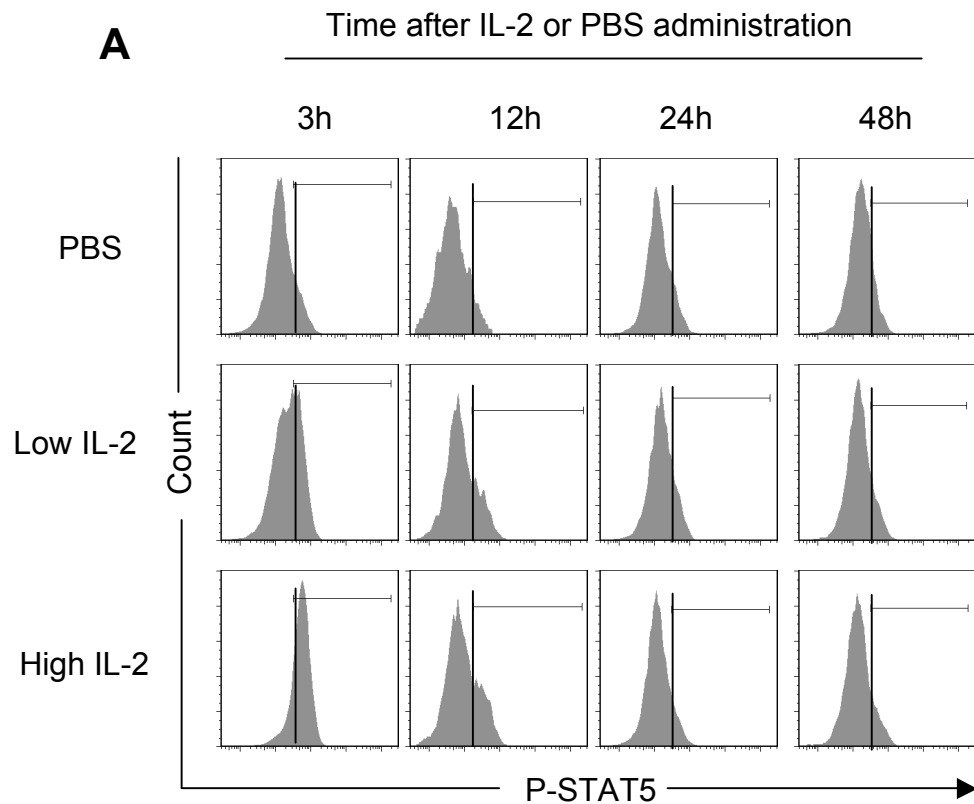 A
Time after IL-2 or PBS administration
3h 12h 24h 48h
PBS
Low IL-2
High IL-2
Count
P-STAT5